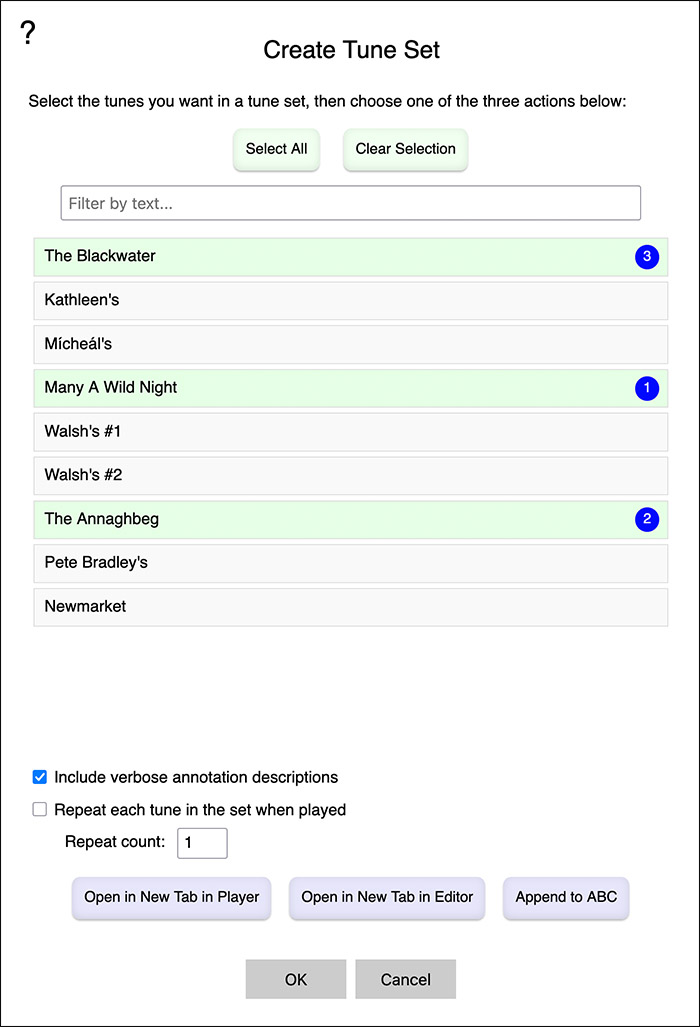 ?
Create Tune Set
Select the tunes you want in a tune set, then choose one of the three actions below:
Select All Clear Selection
Filter by text...
The Blackwater 3
Kathleen's
Mícheál's
Many A Wild Night 1
Walsh's #1
Walsh's #2
The Annaghbeg 2
Pete Bradley's
Newmarket
Include verbose annotation descriptions
Repeat each tune in the set when played
Repeat count: 1
Open in New Tab in Player Open in New Tab in Editor Append to ABC
OK Cancel